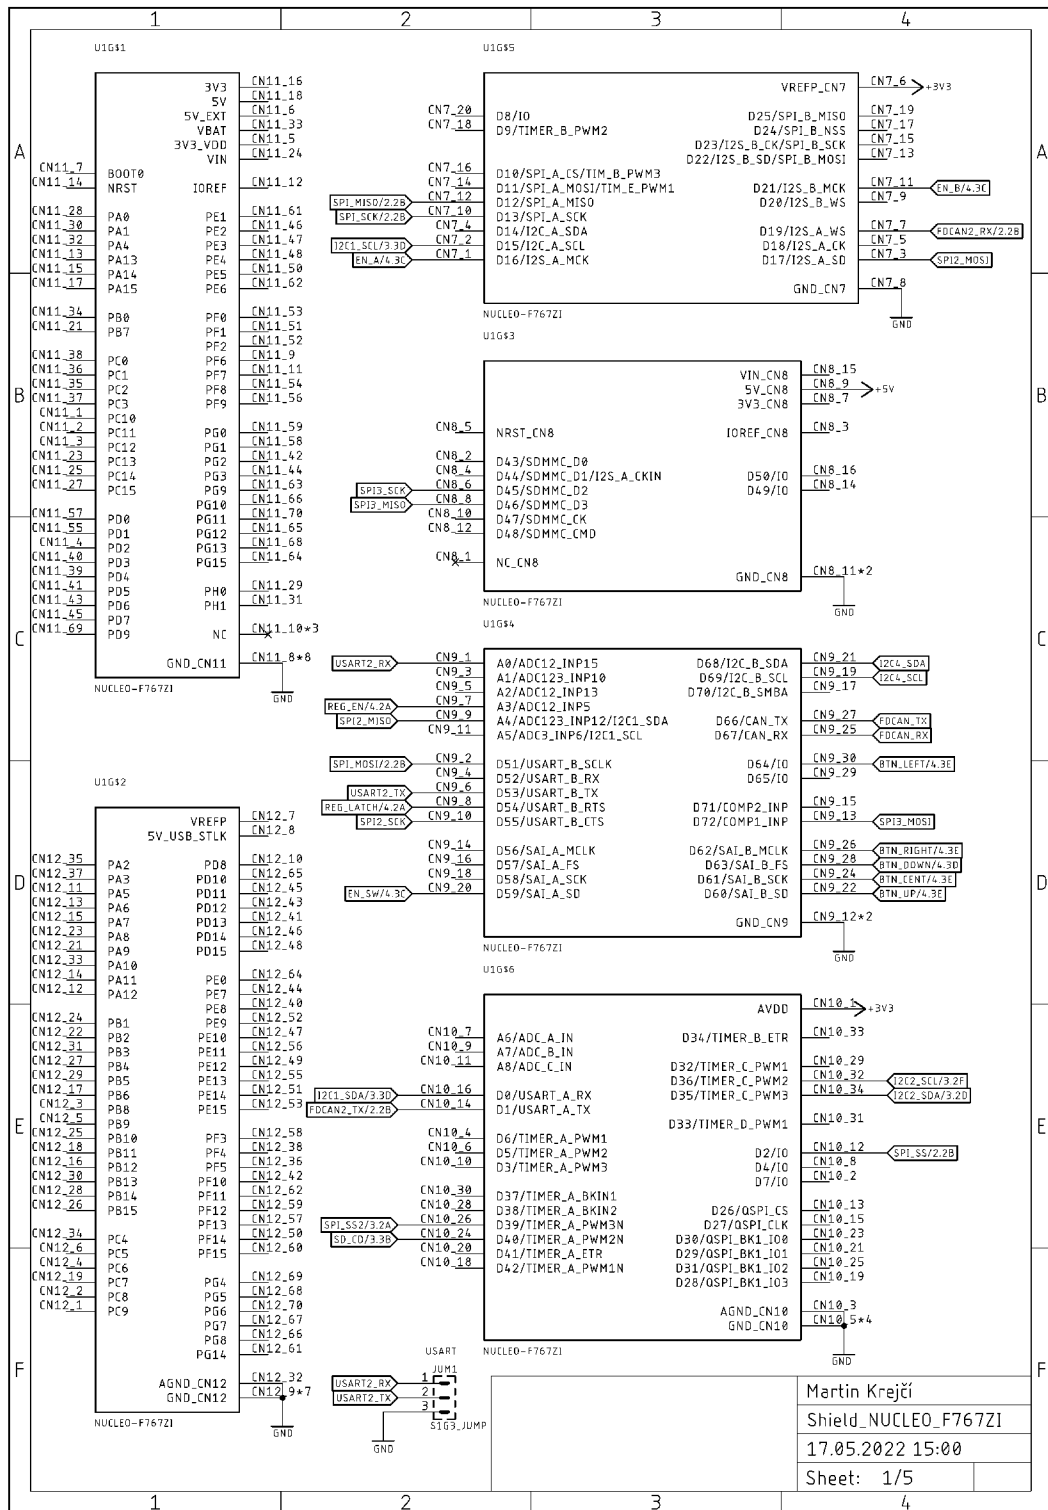 1 2 3 4
A
B
C
D
E
F
U1G$1
3V3 CN11_16
5V CN11_18
5V_EXT CN11_6
VBAT CN11_33
3V3_VDD CN11_5
VIN CN11_24
CN11_7 BOOT0
CN11_14 NRST IOREF CN11_12
CN11_28 PA0 PE1 CN11_61
CN11_30 PA1 PE2 CN11_46
CN11_32 PA4 PE3 CN11_47
CN11_13 PA13 PE4 CN11_48
CN11_15 PA14 PE5 CN11_50
CN11_17 PA15 PE6 CN11_62
CN11_34 PB0 PF0 CN11_53
CN11_21 PB7 PF1 CN11_51
PF2 CN11_52
CN11_38 PC0 PF6 CN11_9
CN11_36 PC1 PF7 CN11_11
CN11_35 PC2 PF8 CN11_54
CN11_37 PC3 PF9 CN11_56
CN11_1 PC10
CN11_2 PC11 PG0 CN11_59
CN11_3 PC12 PG1 CN11_58
CN11_23 PC13 PG2 CN11_42
CN11_25 PC14 PG3 CN11_44
CN11_27 PC15 PG9 CN11_63
PG10 CN11_66
CN11_57 PD0 PG11 CN11_70
CN11_55 PD1 PG12 CN11_65
CN11_4 PD2 PG13 CN11_68
CN11_40 PD3 PG15 CN11_64
CN11_39 PD4
CN11_41 PD5 PH0 CN11_29
CN11_43 PD6 PH1 CN11_31
CN11_45 PD7
CN11_69 PD9 NC CN11_10*3
GND_CN11 CN11_8*8
GND
NUCLEO-F767ZI
U1G$2
VREFP CN12_7
5V_USB_STLK CN12_8
CN12_35 PA2 PD8 CN12_10
CN12_37 PA3 PD10 CN12_65
CN12_11 PA5 PD11 CN12_45
CN12_13 PA6 PD12 CN12_43
CN12_15 PA7 PD13 CN12_41
CN12_23 PA8 PD14 CN12_46
CN12_21 PA9 PD15 CN12_48
CN12_33 PA10
CN12_14 PA11 PE0 CN12_64
CN12_12 PA12 PE7 CN12_44
PE8 CN12_40
CN12_24 PB1 PE9 CN12_52
CN12_22 PB2 PE10 CN12_47
CN12_31 PB3 PE11 CN12_56
CN12_27 PB4 PE12 CN12_49
CN12_29 PB5 PE13 CN12_55
CN12_17 PB6 PE14 CN12_51
CN12_3 PB8 PE15 CN12_53
CN12_5 PB9
CN12_25 PB10 PF3 CN12_58
CN12_18 PB11 PF4 CN12_38
CN12_16 PB12 PF5 CN12_36
CN12_30 PB13 PF10 CN12_42
CN12_28 PB14 PF11 CN12_62
CN12_26 PB15 PF12 CN12_59
PF13 CN12_57
CN12_34 PC4 PF14 CN12_50
CN12_6 PC5 PF15 CN12_60
CN12_4 PC6
CN12_19 PC7 PG4 CN12_69
CN12_2 PC8 PG5 CN12_68
CN12_1 PC9 PG6 CN12_70
PG7 CN12_67
PG8 CN12_66
PG14 CN12_61
AGND_CN12 CN12_32
GND_CN12 CN12_9*7
GND
NUCLEO-F767ZI
U1G$5
VREFP_CN7 CN7_6 +3V3
CN7_20 D8/IO D25/SPI_B_MISO CN7_19
CN7_18 D9/TIMER_B_PWM2 D24/SPI_B_NSS CN7_17
D23/I2S_B_CK/SPI_B_SCK CN7_15
D22/I2S_B_SD/SPI_B_MOSI CN7_13
CN7_16 D10/SPI_A_CS/TIM_B_PWM3
CN7_14 D11/SPI_A_MOSI/TIM_E_PWM1 D21/I2S_B_MCK CN7_11 EN_B/4.3C
SPI_MISO/2.2B CN7_12 D12/SPI_A_MISO D20/I2S_B_WS CN7_9
SPI_SCK/2.2B CN7_10 D13/SPI_A_SCK
CN7_4 D14/I2C_A_SDA D19/I2S_A_WS CN7_7 FDCAN2_RX/2.2B
I2C1_SCL/3.3D CN7_2 D15/I2C_A_SCL D18/I2S_A_CK CN7_5
EN_A/4.3C CN7_1 D16/I2S_A_MCK D17/I2S_A_SD CN7_3 SPI2_MOSI
GND_CN7 CN7_8
GND
NUCLEO-F767ZI
U1G$3
VIN_CN8 CN8_15
5V_CN8 CN8_9 +5V
3V3_CN8 CN8_7
CN8_5 NRST_CN8 IOREF_CN8 CN8_3
CN8_2 D43/SDMMC_D0
CN8_4 D44/SDMMC_D1/I2S_A_CKIN D50/IO CN8_16
SPI3_SCK CN8_6 D45/SDMMC_D2 D49/IO CN8_14
SPI3_MISO CN8_8 D46/SDMMC_D3
CN8_10 D47/SDMMC_CK
CN8_12 D48/SDMMC_CMD
CN8_1 NC_CN8
GND_CN8 CN8_11*2
GND
NUCLEO-F767ZI
U1G$4
USART2_RX CN9_1 A0/ADC12_INP15 D68/I2C_B_SDA CN9_21 I2C4_SDA
CN9_3 A1/ADC123_INP10 D69/I2C_B_SCL CN9_19 I2C4_SCL
CN9_5 A2/ADC12_INP13 D70/I2C_B_SMBA CN9_17
REG_EN/4.2A CN9_7 A3/ADC12_INP5
SPI2_MISO CN9_9 A4/ADC123_INP12/I2C1_SDA D66/CAN_TX CN9_27 FDCAN_TX
CN9_11 A5/ADC3_INP6/I2C1_SCL D67/CAN_RX CN9_25 FDCAN_RX
SPI_MOSI/2.2B CN9_2 D51/USART_B_SCLK D64/IO CN9_30 BTN_LEFT/4.3E
CN9_4 D52/USART_B_RX D65/IO CN9_29
USART2_TX CN9_6 D53/USART_B_TX
REG_LATCH/4.2A CN9_8 D54/USART_B_RTS D71/COMP2_INP CN9_15
SPI2_SCK CN9_10 D55/USART_B_CTS D72/COMP1_INP CN9_13 SPI3_MOSI
CN9_14 D56/SAI_A_MCLK D62/SAI_B_MCLK CN9_26 BTN_RIGHT/4.3E
CN9_16 D57/SAI_A_FS D63/SAI_B_FS CN9_28 BTN_DOWN/4.3D
CN9_18 D58/SAI_A_SCK D61/SAI_B_SCK CN9_24 BTN_CENT/4.3E
EN_SW/4.3C CN9_20 D59/SAI_A_SD D60/SAI_B_SD CN9_22 BTN_UP/4.3E
GND_CN9 CN9_12*2
GND
NUCLEO-F767ZI
U1G$6
AVDD CN10_1 +3V3
CN10_7 A6/ADC_A_IN D34/TIMER_B_ETR CN10_33
CN10_9 A7/ADC_B_IN
CN10_11 A8/ADC_C_IN D32/TIMER_C_PWM1 CN10_29
D36/TIMER_C_PWM2 CN10_32 I2C2_SCL/3.2F
I2C1_SDA/3.3D CN10_16 D0/USART_A_RX D35/TIMER_C_PWM3 CN10_34 I2C2_SDA/3.2D
FDCAN2_TX/2.2B CN10_14 D1/USART_A_TX
D33/TIMER_D_PWM1 CN10_31
CN10_4 D6/TIMER_A_PWM1
CN10_6 D5/TIMER_A_PWM2 D2/IO CN10_12 SPI_SS/2.2B
CN10_10 D3/TIMER_A_PWM3 D4/IO CN10_8
D7/IO CN10_2
CN10_30 D37/TIMER_A_BKIN1
CN10_28 D38/TIMER_A_BKIN2 D26/QSPI_CS CN10_13
SPI_SS2/3.2A CN10_26 D39/TIMER_A_PWM3N D27/QSPI_CLK CN10_15
SD_CD/3.3B CN10_24 D40/TIMER_A_PWM2N D30/QSPI_BK1_IO0 CN10_23
CN10_20 D41/TIMER_A_ETR D29/QSPI_BK1_IO1 CN10_21
CN10_18 D42/TIMER_A_PWM1N D31/QSPI_BK1_IO2 CN10_25
D28/QSPI_BK1_IO3 CN10_19
AGND_CN10 CN10_3
GND_CN10 CN10_5*4
GND
NUCLEO-F767ZI
USART
JUM1
USART2_RX 1
USART2_TX 2
3
S1G3_JUMP
GND
Martin Krejčí
Shield_NUCLEO_F767ZI
17.05.2022 15:00
Sheet: 1/5
A
B
C
D
E
F
1 2 3 4